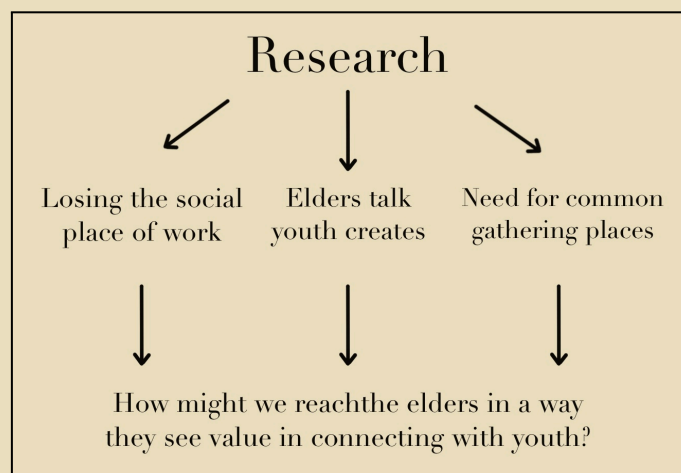 Research
Losing the social
place of work
Elders talk
youth creates
Need for common
gathering places
How might we reachthe elders in a way
they see value in connecting with youth?